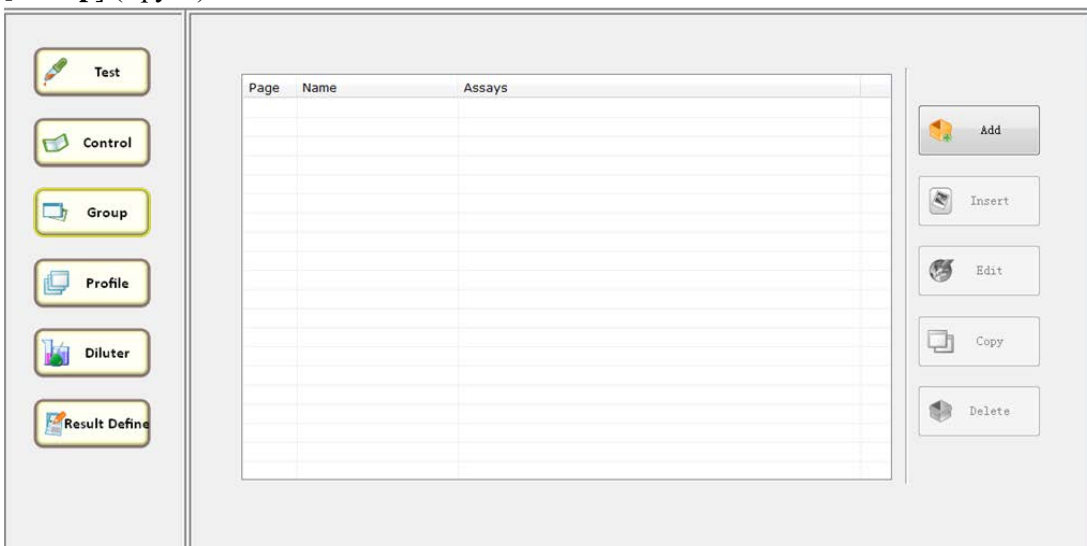 Test
Control
Group
Profile
Diluter
Result Define
Page Name Assays
Add
Insert
Edit
Copy
Delete